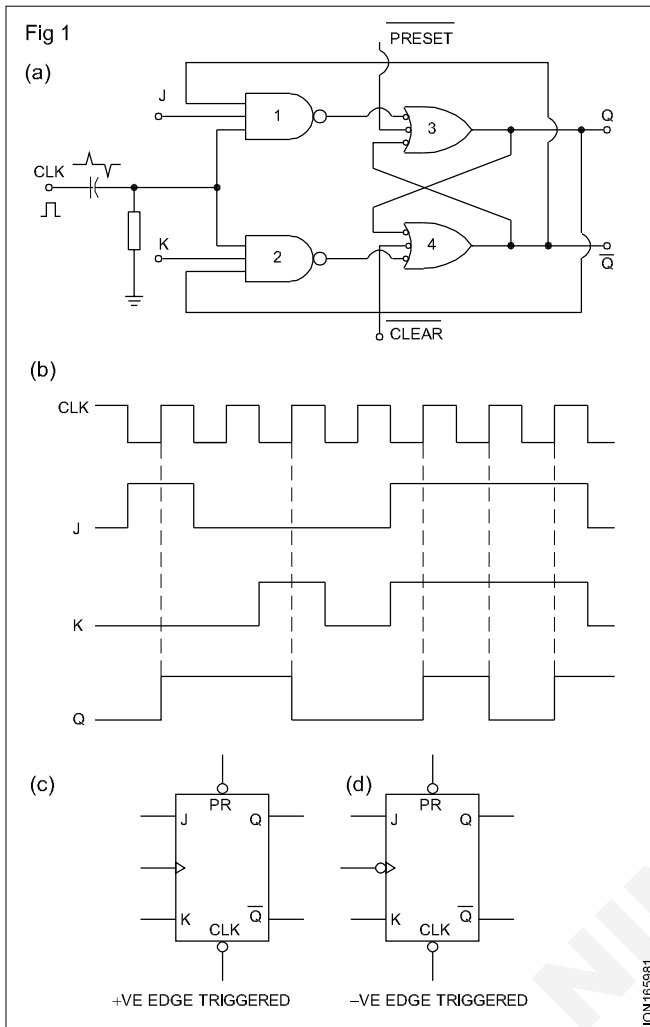 Fig 1
(a)
PRESET
J
1
3
Q
CLK
K
2
4
Q
CLEAR
(b)
CLK
J
K
Q
(c)
(d)
PR
PR
J
Q
J
Q
K
Q
K
Q
CLK
CLK
+VE EDGE TRIGGERED
–VE EDGE TRIGGERED